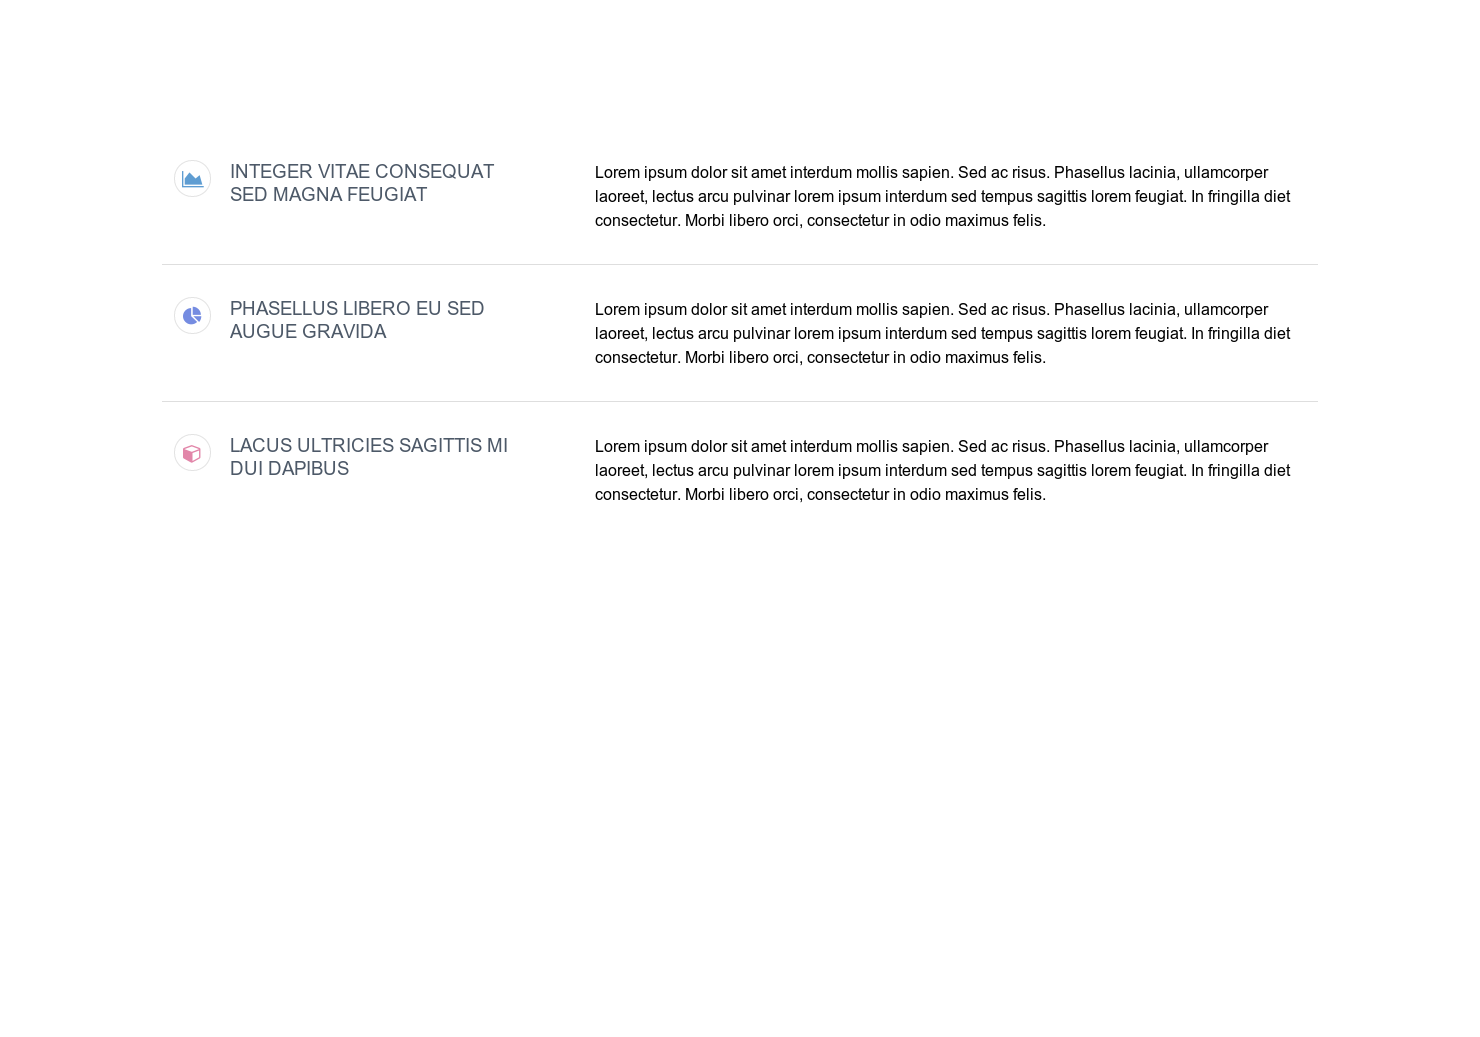 INTEGER VITAE CONSEQUAT
SED MAGNA FEUGIAT
Lorem ipsum dolor sit amet interdum mollis sapien. Sed ac risus. Phasellus lacinia, ullamcorper
laoreet, lectus arcu pulvinar lorem ipsum interdum sed tempus sagittis lorem feugiat. In fringilla diet
consectetur. Morbi libero orci, consectetur in odio maximus felis.
PHASELLUS LIBERO EU SED
AUGUE GRAVIDA
Lorem ipsum dolor sit amet interdum mollis sapien. Sed ac risus. Phasellus lacinia, ullamcorper
laoreet, lectus arcu pulvinar lorem ipsum interdum sed tempus sagittis lorem feugiat. In fringilla diet
consectetur. Morbi libero orci, consectetur in odio maximus felis.
LACUS ULTRICIES SAGITTIS MI
DUI DAPIBUS
Lorem ipsum dolor sit amet interdum mollis sapien. Sed ac risus. Phasellus lacinia, ullamcorper
laoreet, lectus arcu pulvinar lorem ipsum interdum sed tempus sagittis lorem feugiat. In fringilla diet
consectetur. Morbi libero orci, consectetur in odio maximus felis.